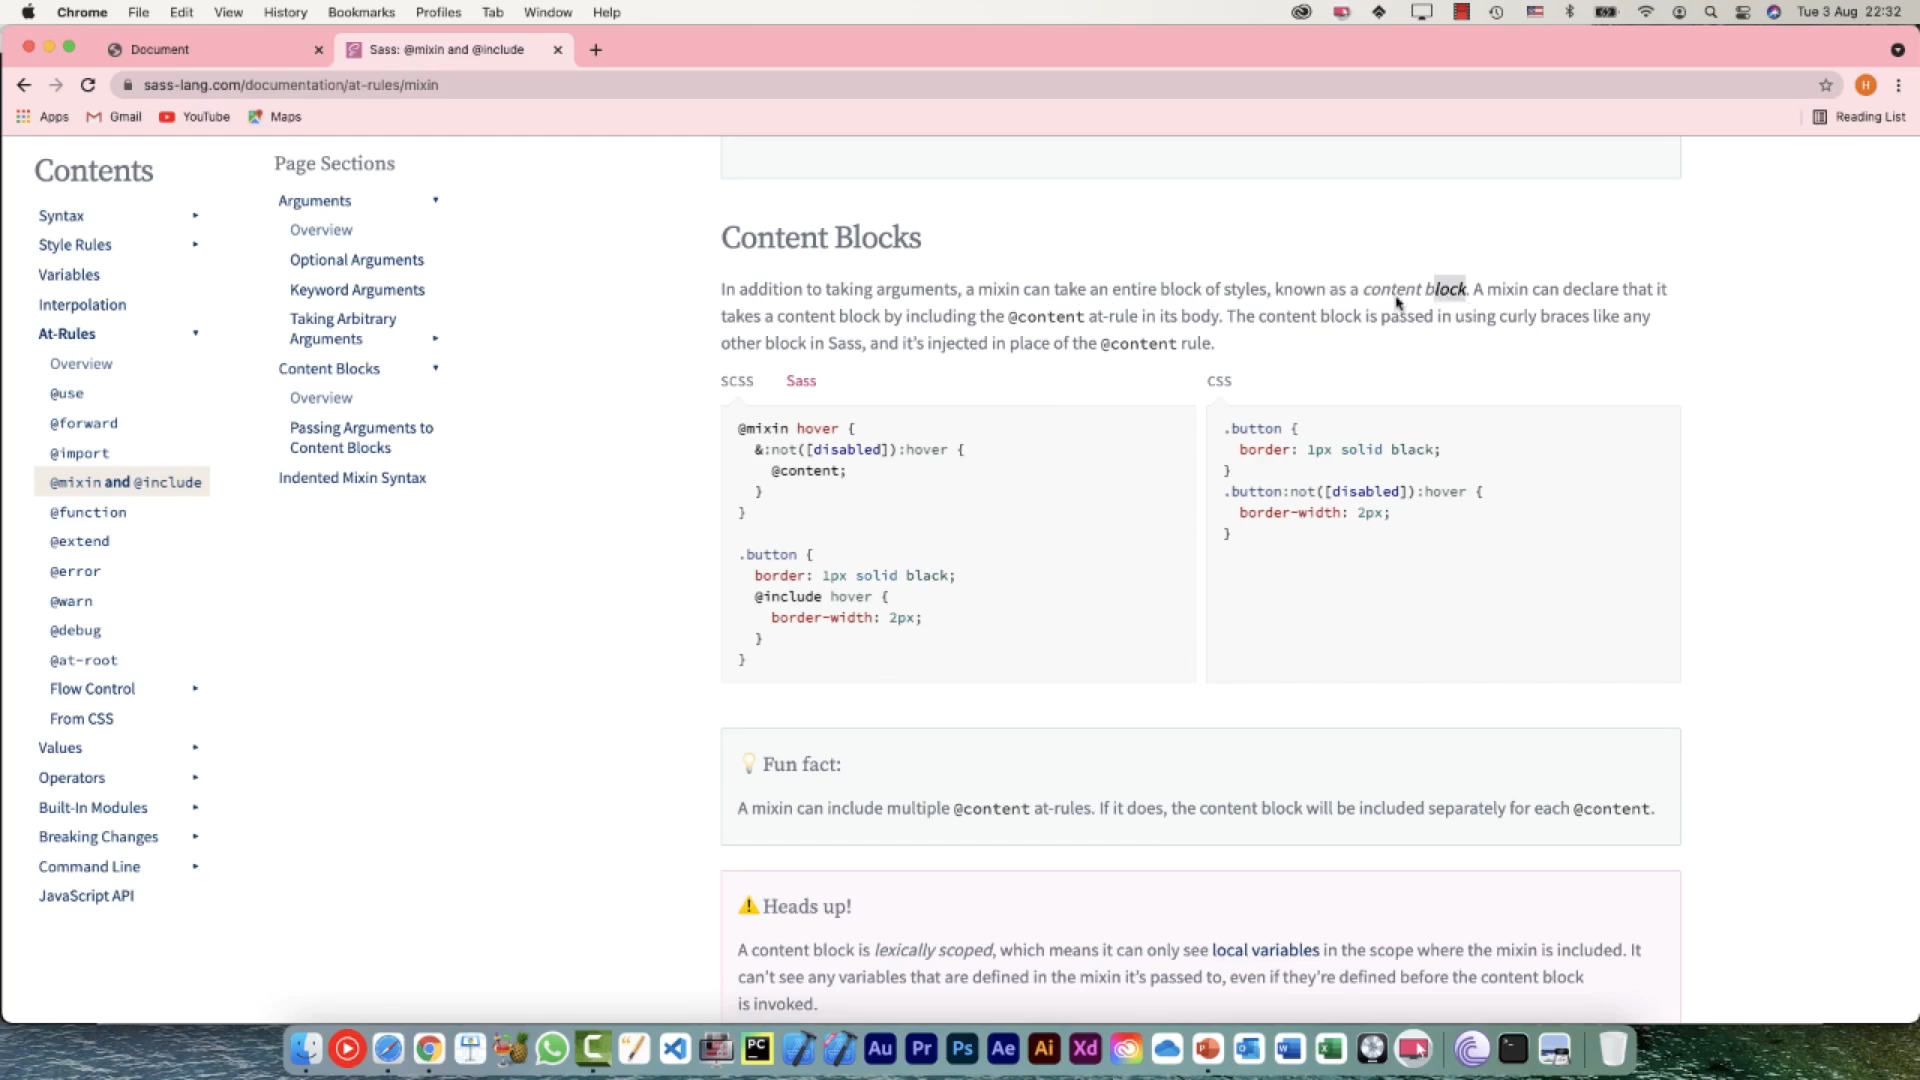 Chrome File Edit View History Bookmarks Profiles Tab Window Help Tue 3 Aug 22:32
Document Sass: @mixin and @include
sass-lang.com/documentation/at-rules/mixin H
Apps Gmail YouTube Maps Reading List
Contents
Syntax
Style Rules
Variables
Interpolation
At-Rules
Overview
@use
@forward
@import
@mixin and @include
@function
@extend
@error
@warn
@debug
@at-root
Flow Control
From CSS
Values
Operators
Built-In Modules
Breaking Changes
Command Line
JavaScript API
Page Sections
Arguments
Overview
Optional Arguments
Keyword Arguments
Taking Arbitrary
Arguments
Content Blocks
Overview
Passing Arguments to
Content Blocks
Indented Mixin Syntax
Content Blocks
In addition to taking arguments, a mixin can take an entire block of styles, known as a content block. A mixin can declare that it
takes a content block by including the @content at-rule in its body. The content block is passed in using curly braces like any
other block in Sass, and it’s injected in place of the @content rule.
SCSS Sass
@mixin hover {
&:not([disabled]):hover {
@content;
}
}
.button {
border: 1px solid black;
@include hover {
border-width: 2px;
}
}
CSS
.button {
border: 1px solid black;
}
.button:not([disabled]):hover {
border-width: 2px;
}
Fun fact:
A mixin can include multiple @content at-rules. If it does, the content block will be included separately for each @content.
Heads up!
A content block is lexically scoped, which means it can only see local variables in the scope where the mixin is included. It
can’t see any variables that are defined in the mixin it’s passed to, even if they’re defined before the content block
is invoked.
PC Au Pr Ps Ae Ai Xd